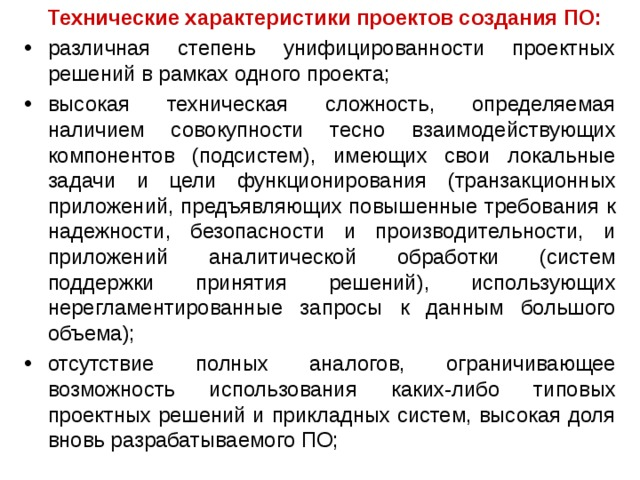 Технические характеристики проектов создания ПО:
• различная степень унифицированности проектных
решений в рамках одного проекта;
• высокая техническая сложность, определяемая
наличием совокупности тесно взаимодействующих
компонентов (подсистем), имеющих свои локальные
задачи и цели функционирования (транзакционных
приложений, предъявляющих повышенные требования к
надежности, безопасности и производительности, и
приложений аналитической обработки (систем
поддержки принятия решений), использующих
нерегламентированные запросы к данным большого
объема);
• отсутствие полных аналогов, ограничивающее
возможность использования каких-либо типовых
проектных решений и прикладных систем, высокая доля
вновь разрабатываемого ПО;